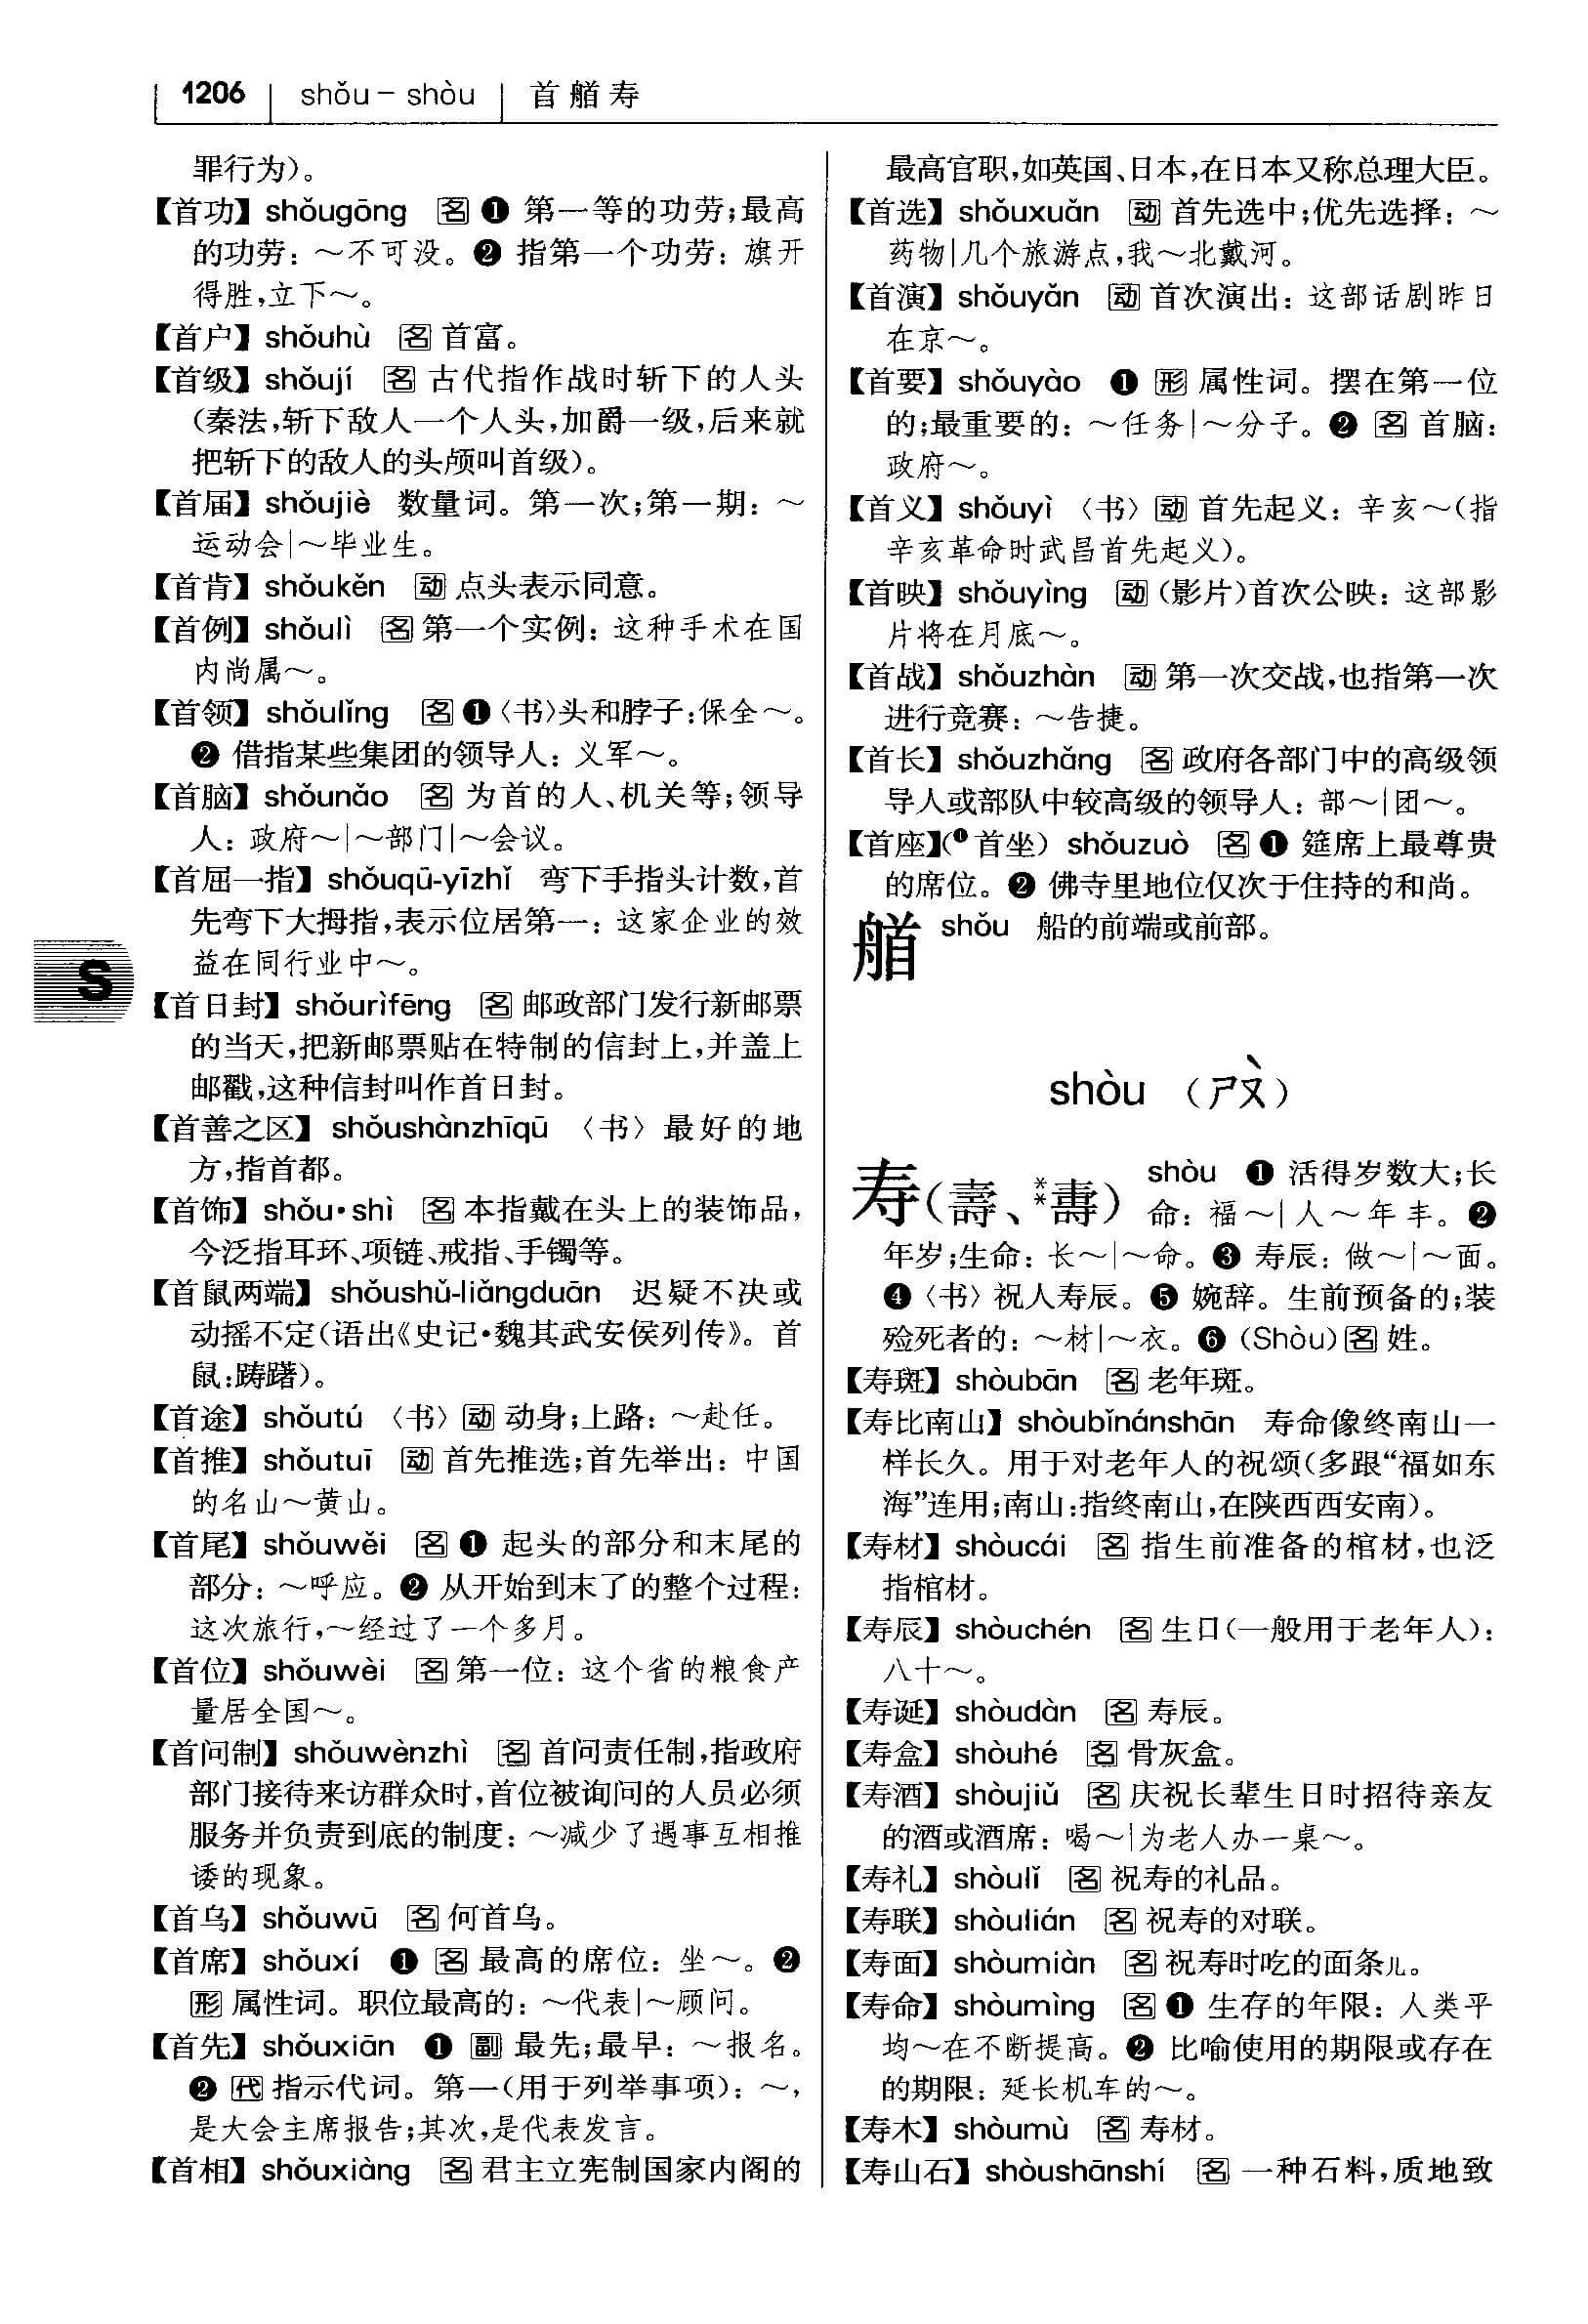 1206 shǒu – shòu 首艏寿
罪行为)。
【首功】shǒugōng 名 ❶ 第一等的功劳;最高
的功劳：～不可没。❷ 指第一个功劳：旗开
得胜,立下～。
【首户】shǒuhù 名 首富。
【首级】shǒují 名 古代指作战时斩下的人头
(秦法,斩下敌人一个人头,加爵一级,后来就
把斩下的敌人的头颅叫首级)。
【首届】shǒujiè 数量词。第一次;第一期：～
运动会|～毕业生。
【首肯】shǒukěn 动 点头表示同意。
【首例】shǒulì 名 第一个实例：这种手术在国
内尚属～。
【首领】shǒulǐng 名 ❶〈书〉头和脖子:保全～。
❷ 借指某些集团的领导人：义军～。
【首脑】shǒunǎo 名 为首的人、机关等;领导
人：政府～|～部门|～会议。
【首屈一指】shǒuqū-yīzhǐ 弯下手指头计数,首
先弯下大拇指,表示位居第一：这家企业的效
益在同行业中～。
【首日封】shǒurìfēng 名 邮政部门发行新邮票
的当天,把新邮票贴在特制的信封上,并盖上
邮戳,这种信封叫作首日封。
【首善之区】shǒushànzhīqū 〈书〉最好的地
方,指首都。
【首饰】shǒu•shì 名 本指戴在头上的装饰品,
今泛指耳环、项链、戒指、手镯等。
【首鼠两端】shǒushǔ-liǎngduān 迟疑不决或
动摇不定(语出《史记•魏其武安侯列传》。首
鼠:踌躇)。
【首途】shǒutú 〈书〉动 动身;上路：～赴任。
【首推】shǒutuī 动 首先推选;首先举出：中国
的名山～黄山。
【首尾】shǒuwěi 名 ❶ 起头的部分和末尾的
部分：～呼应。❷ 从开始到末了的整个过程：
这次旅行,～经过了一个多月。
【首位】shǒuwèi 名 第一位：这个省的粮食产
量居全国～。
【首问制】shǒuwènzhì 名 首问责任制,指政府
部门接待来访群众时,首位被询问的人员必须
服务并负责到底的制度：～减少了遇事互相推
诿的现象。
【首乌】shǒuwū 名 何首乌。
【首席】shǒuxí ❶ 名 最高的席位：坐～。❷
形 属性词。职位最高的：～代表|～顾问。
【首先】shǒuxiān ❶ 副 最先;最早：～报名。
❷ 代 指示代词。第一(用于列举事项)：～,
是大会主席报告;其次,是代表发言。
【首相】shǒuxiàng 名 君主立宪制国家内阁的
最高官职,如英国、日本,在日本又称总理大臣。
【首选】shǒuxuǎn 动 首先选中;优先选择：～
药物|几个旅游点,我～北戴河。
【首演】shǒuyǎn 动 首次演出：这部话剧昨日
在京～。
【首要】shǒuyào ❶ 形 属性词。摆在第一位
的;最重要的：～任务|～分子。❷ 名 首脑：
政府～。
【首义】shǒuyì 〈书〉动 首先起义：辛亥～(指
辛亥革命时武昌首先起义)。
【首映】shǒuyìng 动 (影片)首次公映：这部影
片将在月底～。
【首战】shǒuzhàn 动 第一次交战,也指第一次
进行竞赛：～告捷。
【首长】shǒuzhǎng 名 政府各部门中的高级领
导人或部队中较高级的领导人：部～|团～。
【首座】(❶首坐) shǒuzuò 名 ❶ 筵席上最尊贵
的席位。❷ 佛寺里地位仅次于住持的和尚。
艏 shǒu 船的前端或前部。
S
shòu (ㄕㄡˋ)
寿(壽、**夀) shòu ❶ 活得岁数大;长
命：福～|人～年丰。❷
年岁;生命：长～|～命。❸ 寿辰：做～|～面。
❹〈书〉祝人寿辰。❺ 婉辞。生前预备的;装
殓死者的：～材|～衣。❻ (Shòu)名 姓。
【寿斑】shòubān 名 老年斑。
【寿比南山】shòubǐnánshān 寿命像终南山一
样长久。用于对老年人的祝颂(多跟“福如东
海”连用;南山:指终南山,在陕西西安南)。
【寿材】shòucái 名 指生前准备的棺材,也泛
指棺材。
【寿辰】shòuchén 名 生日(一般用于老年人)：
八十～。
【寿诞】shòudàn 名 寿辰。
【寿盒】shòuhé 名 骨灰盒。
【寿酒】shòujiǔ 名 庆祝长辈生日时招待亲友
的酒或酒席：喝～|为老人办一桌～。
【寿礼】shòulǐ 名 祝寿的礼品。
【寿联】shòulián 名 祝寿的对联。
【寿面】shòumiàn 名 祝寿时吃的面条儿。
【寿命】shòumìng 名 ❶ 生存的年限：人类平
均～在不断提高。❷ 比喻使用的期限或存在
的期限：延长机车的～。
【寿木】shòumù 名 寿材。
【寿山石】shòushānshí 名 一种石料,质地致